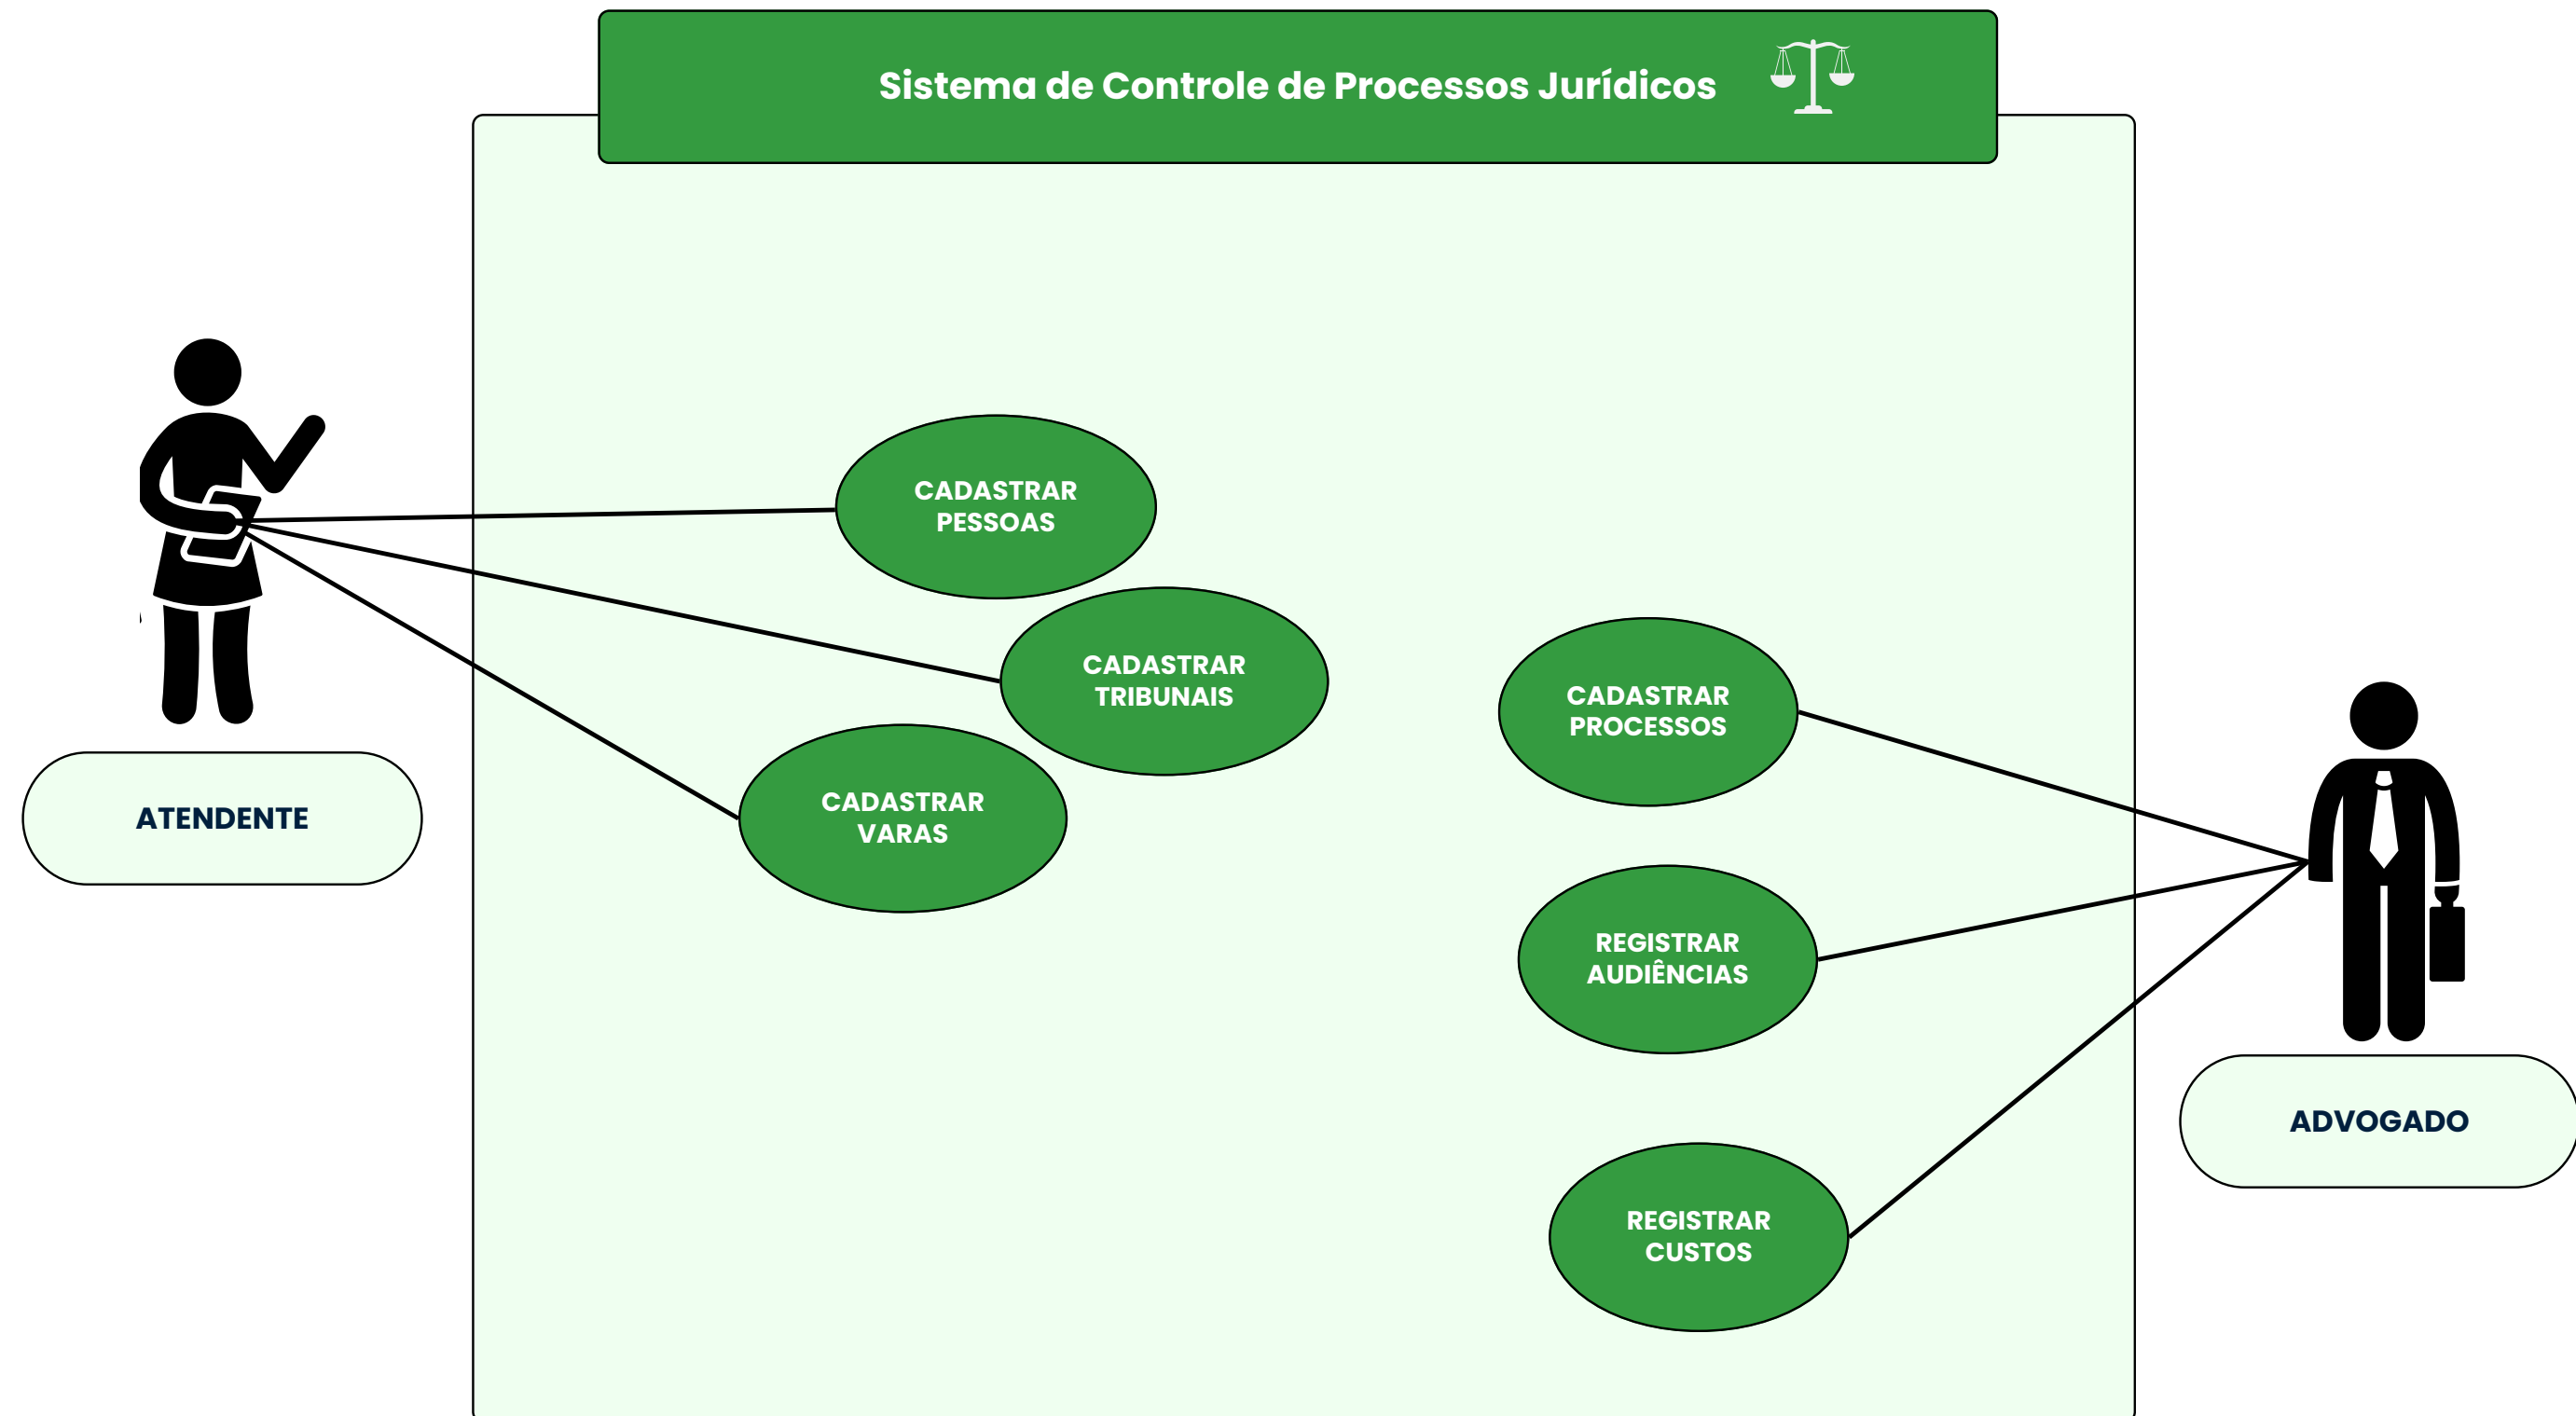 Sistema de Controle de Processos Jurídicos
CADASTRAR
PESSOAS
CADASTRAR
TRIBUNAIS
CADASTRAR
VARAS
ATENDENTE
CADASTRAR
PROCESSOS
REGISTRAR
AUDIÊNCIAS
REGISTRAR
CUSTOS
ADVOGADO